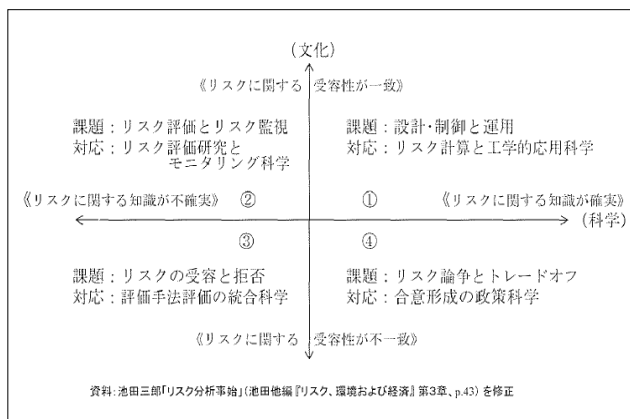 (文化)
《リスクに関する 受容性が一致》
課題：リスク評価とリスク監視
対応：リスク評価研究と
モニタリング科学
課題：設計・制御と運用
対応：リスク計算と工学的応用科学
《リスクに関する知識が不確実》 ② ① 《リスクに関する知識が確実》
(科学)
③ ④
課題：リスクの受容と拒否
対応：評価手法評価の統合科学
課題：リスク論争とトレードオフ
対応：合意形成の政策科学
《リスクに関する 受容性が不一致》
資料：池田三郎「リスク分析事始」（池田他編『リスク、環境および経済』第3章、p.43）を修正